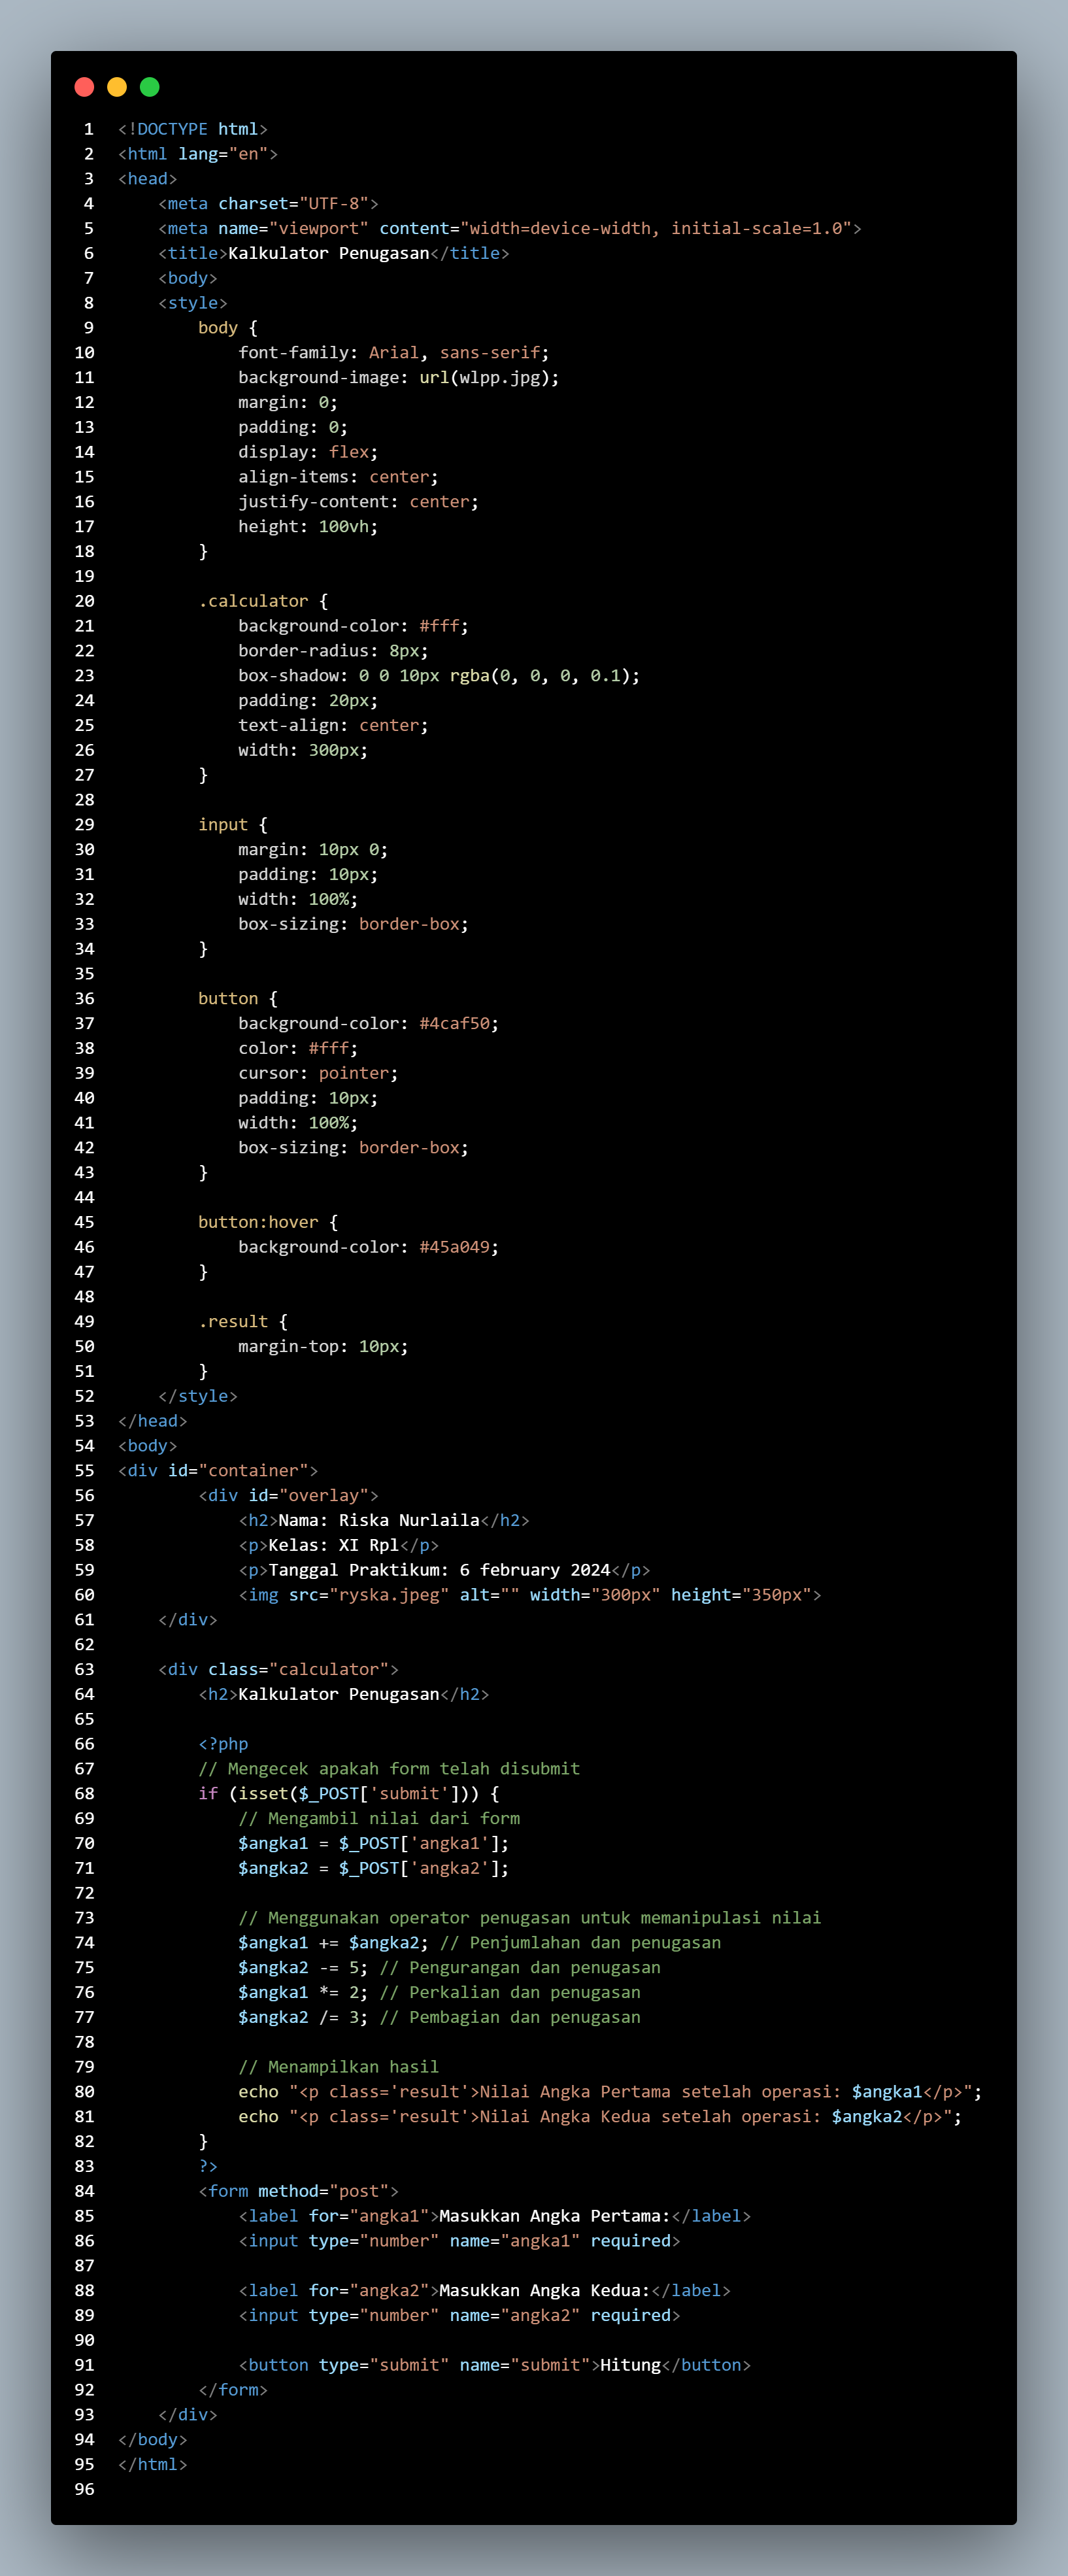 1 <!DOCTYPE html>
2 <html lang="en">
3 <head>
4     <meta charset="UTF-8">
5     <meta name="viewport" content="width=device-width, initial-scale=1.0">
6     <title>Kalkulator Penugasan</title>
7     <body>
8     <style>
9         body {
10             font-family: Arial, sans-serif;
11             background-image: url(wlpp.jpg);
12             margin: 0;
13             padding: 0;
14             display: flex;
15             align-items: center;
16             justify-content: center;
17             height: 100vh;
18         }
19
20         .calculator {
21             background-color: #fff;
22             border-radius: 8px;
23             box-shadow: 0 0 10px rgba(0, 0, 0, 0.1);
24             padding: 20px;
25             text-align: center;
26             width: 300px;
27         }
28
29         input {
30             margin: 10px 0;
31             padding: 10px;
32             width: 100%;
33             box-sizing: border-box;
34         }
35
36         button {
37             background-color: #4caf50;
38             color: #fff;
39             cursor: pointer;
40             padding: 10px;
41             width: 100%;
42             box-sizing: border-box;
43         }
44
45         button:hover {
46             background-color: #45a049;
47         }
48
49         .result {
50             margin-top: 10px;
51         }
52     </style>
53 </head>
54 <body>
55 <div id="container">
56         <div id="overlay">
57             <h2>Nama: Riska Nurlaila</h2>
58             <p>Kelas: XI Rpl</p>
59             <p>Tanggal Praktikum: 6 february 2024</p>
60             <img src="ryska.jpeg" alt="" width="300px" height="350px">
61     </div>
62
63     <div class="calculator">
64         <h2>Kalkulator Penugasan</h2>
65
66         <?php
67         // Mengecek apakah form telah disubmit
68         if (isset($_POST['submit'])) {
69             // Mengambil nilai dari form
70             $angka1 = $_POST['angka1'];
71             $angka2 = $_POST['angka2'];
72
73             // Menggunakan operator penugasan untuk memanipulasi nilai
74             $angka1 += $angka2; // Penjumlahan dan penugasan
75             $angka2 -= 5; // Pengurangan dan penugasan
76             $angka1 *= 2; // Perkalian dan penugasan
77             $angka2 /= 3; // Pembagian dan penugasan
78
79             // Menampilkan hasil
80             echo "<p class='result'>Nilai Angka Pertama setelah operasi: $angka1</p>";
81             echo "<p class='result'>Nilai Angka Kedua setelah operasi: $angka2</p>";
82         }
83         ?>
84         <form method="post">
85             <label for="angka1">Masukkan Angka Pertama:</label>
86             <input type="number" name="angka1" required>
87
88             <label for="angka2">Masukkan Angka Kedua:</label>
89             <input type="number" name="angka2" required>
90
91             <button type="submit" name="submit">Hitung</button>
92         </form>
93     </div>
94 </body>
95 </html>
96